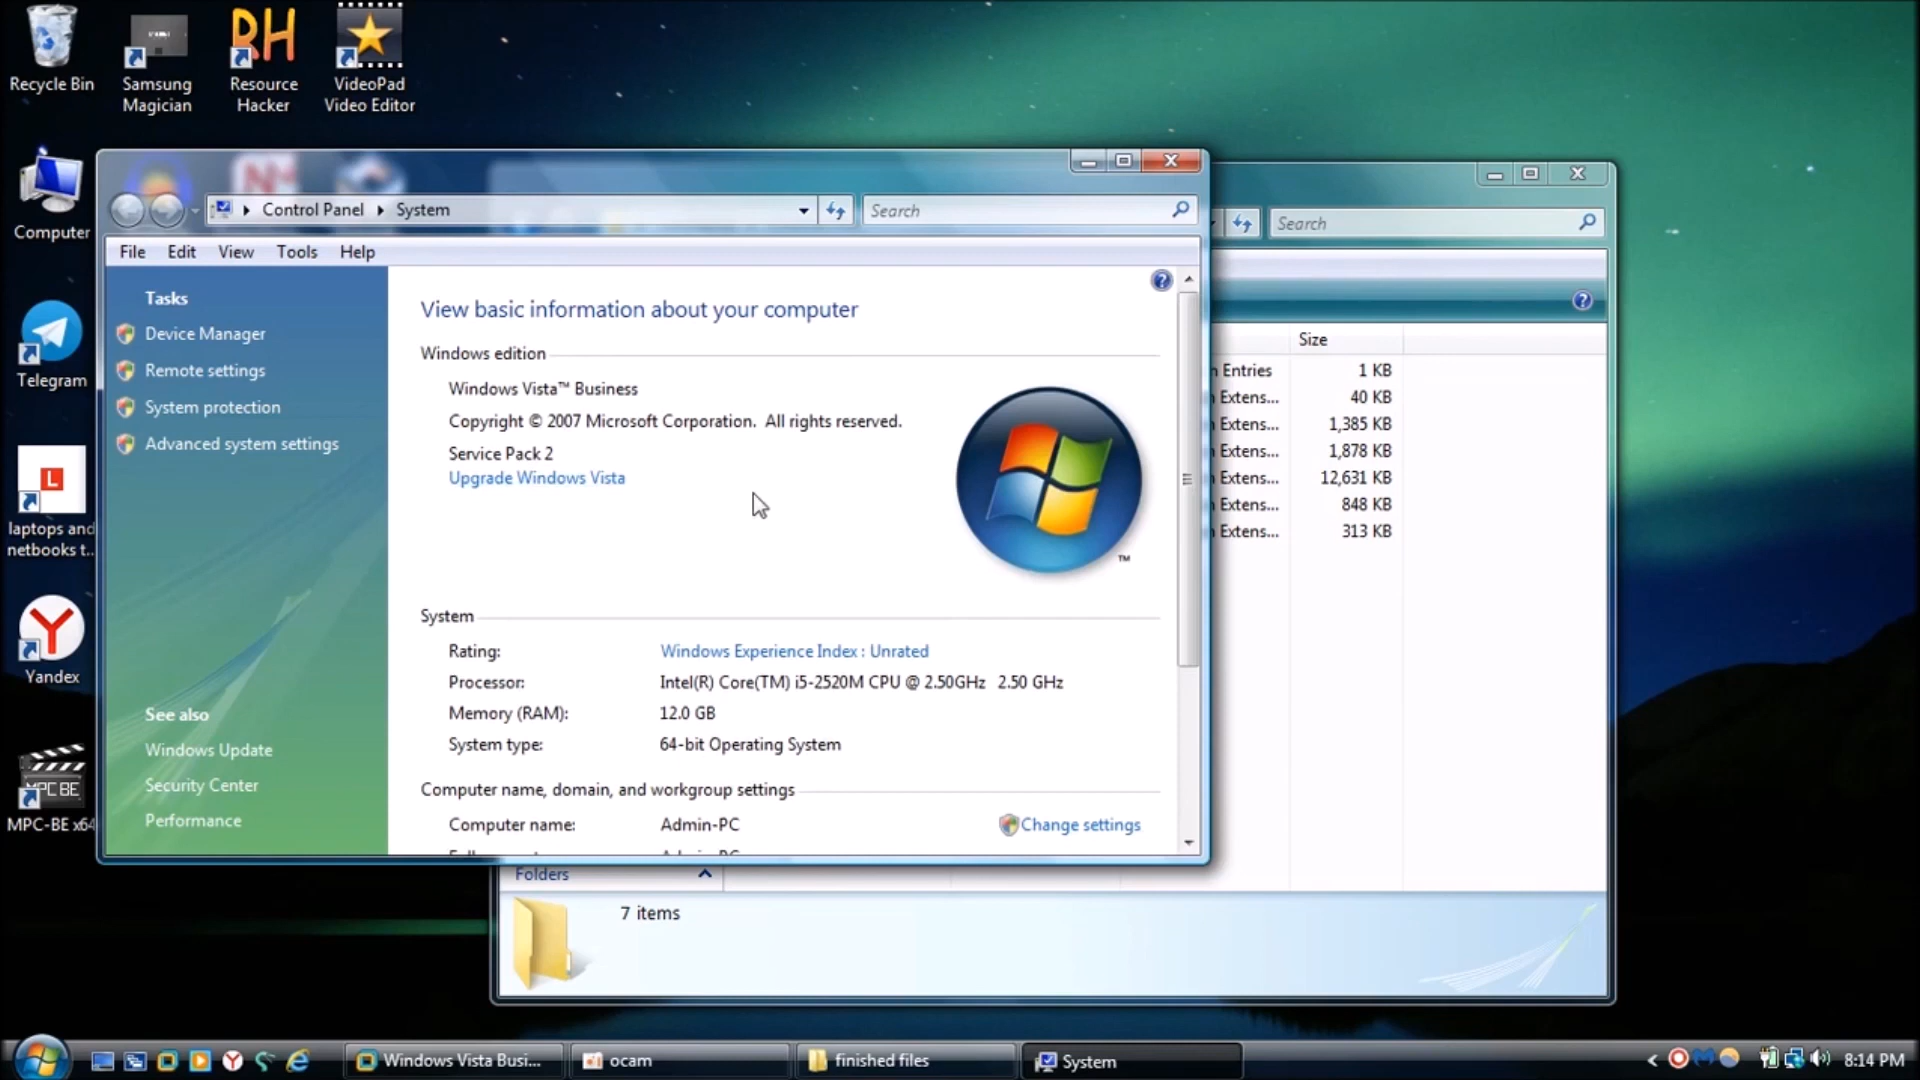 Recycle Bin
Samsung
Magician
Resource
Hacker
VideoPad
Video Editor
Computer
Telegram
laptops and
netbooks t...
Yandex
MPC BE
MPC-BE x64
Control Panel
System
Search
File
Edit
View
Tools
Help
Tasks
Device Manager
Remote settings
System protection
Advanced system settings
See also
Windows Update
Security Center
Performance
View basic information about your computer
Windows edition
Windows Vista™ Business
Copyright © 2007 Microsoft Corporation.  All rights reserved.
Service Pack 2
Upgrade Windows Vista
™
System
Rating: Windows Experience Index : Unrated
Processor: Intel(R) Core(TM) i5-2520M CPU @ 2.50GHz 2.50 GHz
Memory (RAM): 12.0 GB
System type: 64-bit Operating System
Computer name, domain, and workgroup settings
Computer name: Admin-PC
Change settings
Search
Size
Entries 1 KB
Extens... 40 KB
Extens... 1,385 KB
Extens... 1,878 KB
Extens... 12,631 KB
Extens... 848 KB
Extens... 313 KB
Folders
7 items
Windows Vista Busi...
ocam
finished files
System
8:14 PM